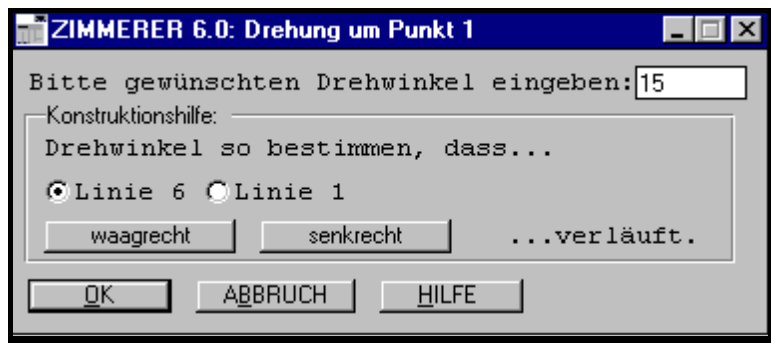 ZIMMERER 6.0: Drehung um Punkt 1
Bitte gewünschten Drehwinkel eingeben: 15
Konstruktionshilfe:
Drehwinkel so bestimmen, dass...
Linie 6 Linie 1
waagrecht senkrecht ...verläuft.
OK ABBRUCH HILFE